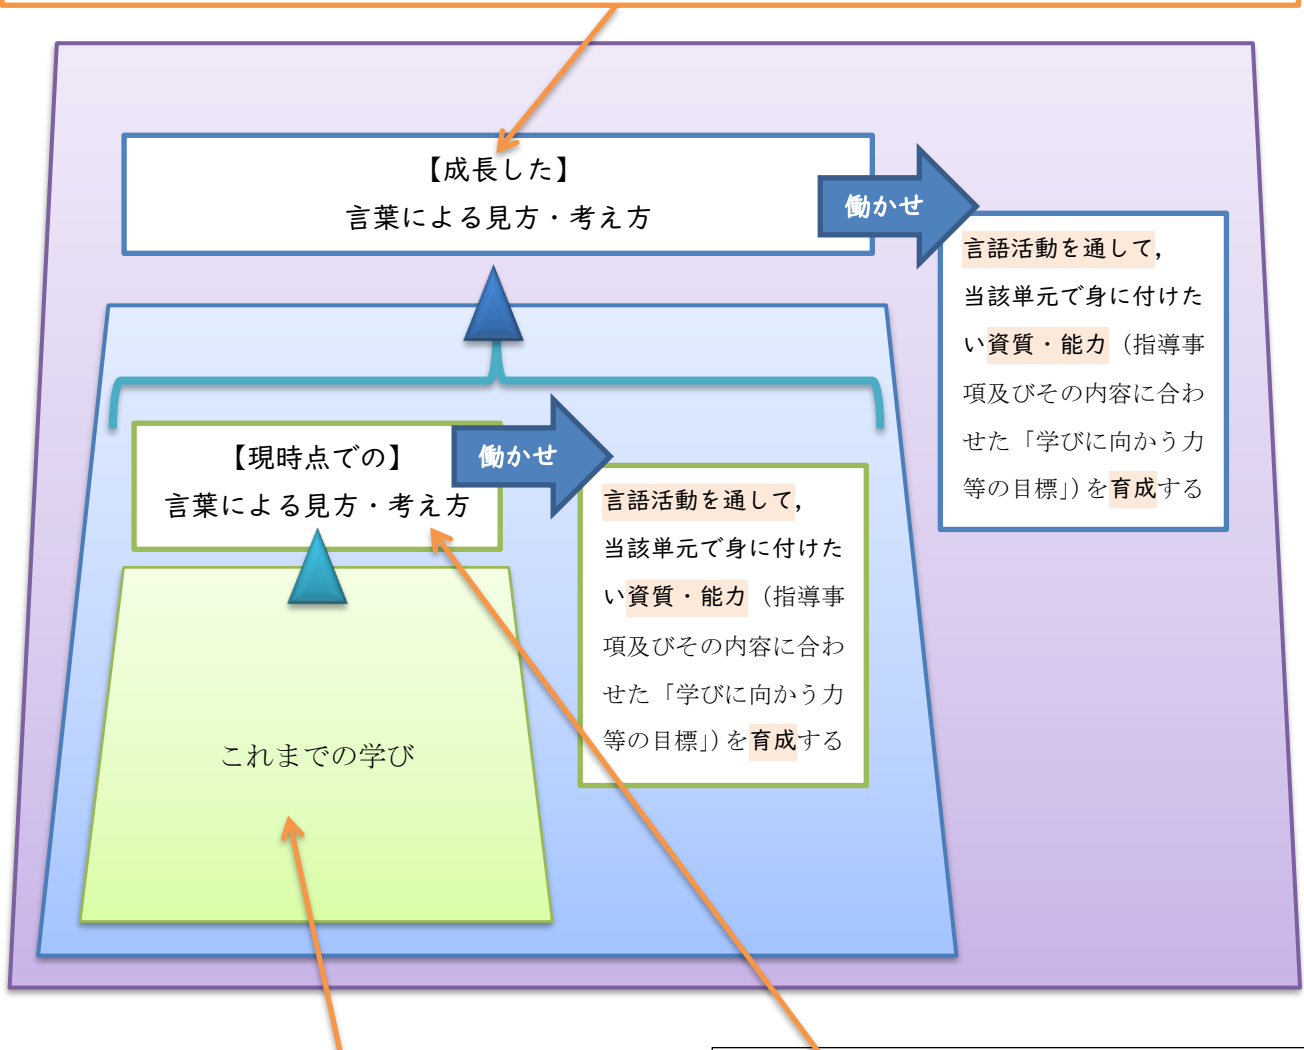 【成長した】
言葉による見方・考え方
働かせ
言語活動を通して，
当該単元で身に付けた
い資質・能力（指導事
項及びその内容に合わ
せた「学びに向かう力
等の目標」）を育成する
【現時点での】
言葉による見方・考え方
働かせ
言語活動を通して，
当該単元で身に付けた
い資質・能力（指導事
項及びその内容に合わ
せた「学びに向かう力
等の目標」）を育成する
これまでの学び